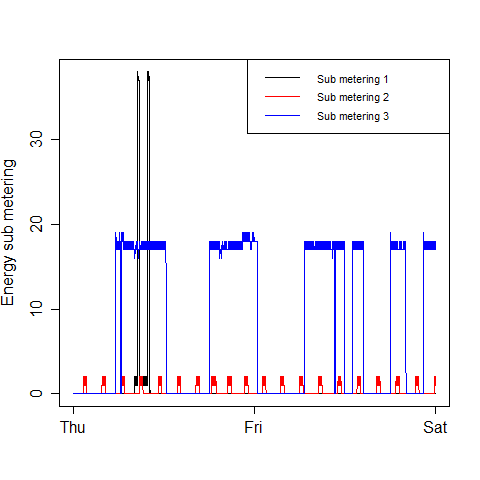 Sub metering 1
Sub metering 2
Sub metering 3
Energy sub metering
30
20
10
0
Thu Fri Sat